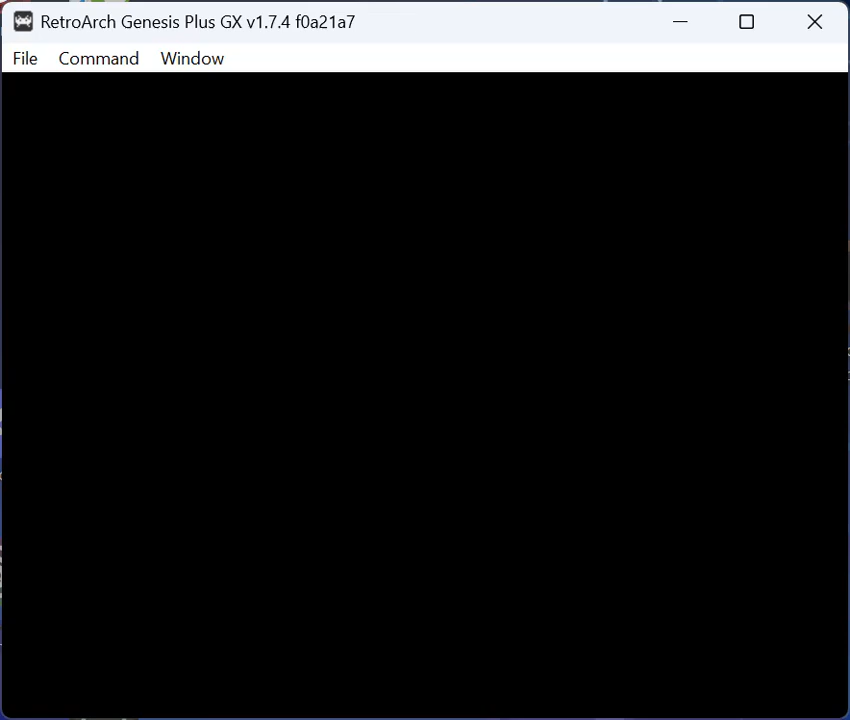 RetroArch Genesis Plus GX v1.7.4 f0a21a7
File Command Window